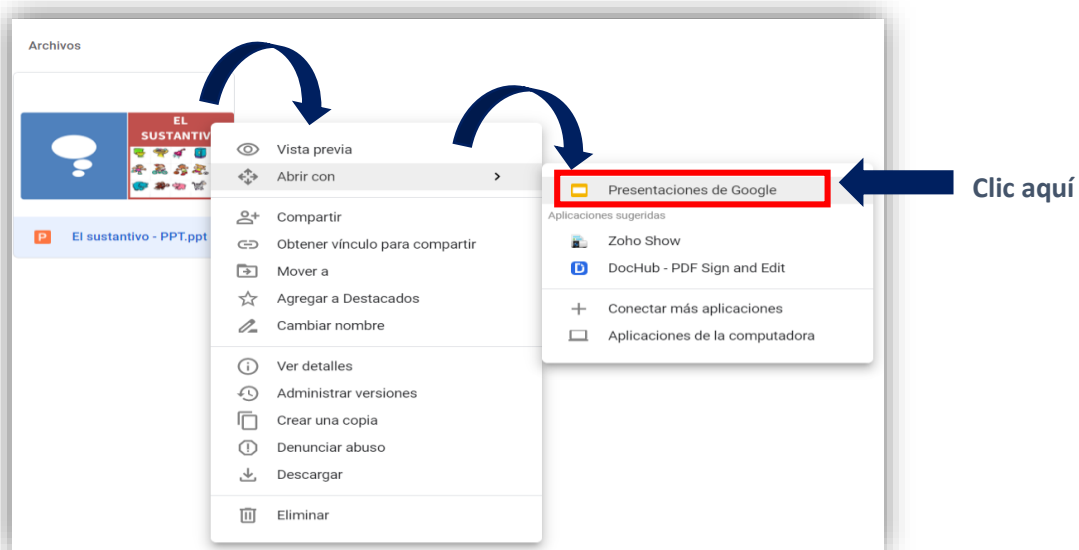 Archivos
EL
SUSTANTIV
P
El sustantivo - PPT.ppt
Vista previa
Abrir con
Compartir
Obtener vínculo para compartir
Mover a
Agregar a Destacados
Cambiar nombre
Ver detalles
Administrar versiones
Crear una copia
Denunciar abuso
Descargar
Eliminar
Presentaciones de Google
Aplicaciones sugeridas
Zoho Show
D
DocHub - PDF Sign and Edit
Conectar más aplicaciones
Aplicaciones de la computadora
Clic aquí